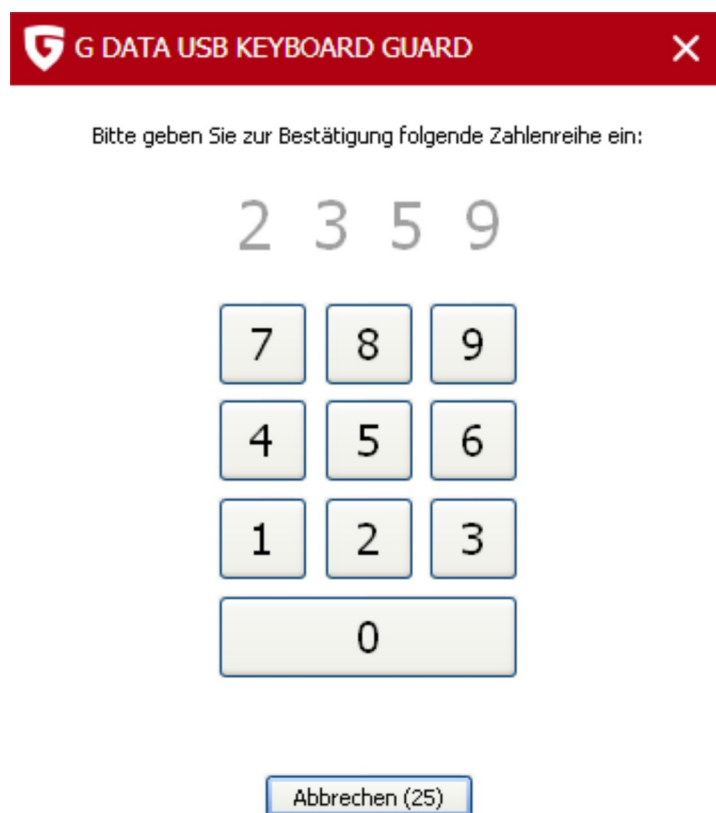 G DATA USB KEYBOARD GUARD
Bitte geben Sie zur Bestätigung folgende Zahlenreihe ein:
2 3 5 9
7 8 9
4 5 6
1 2 3
0
Abbrechen (25)